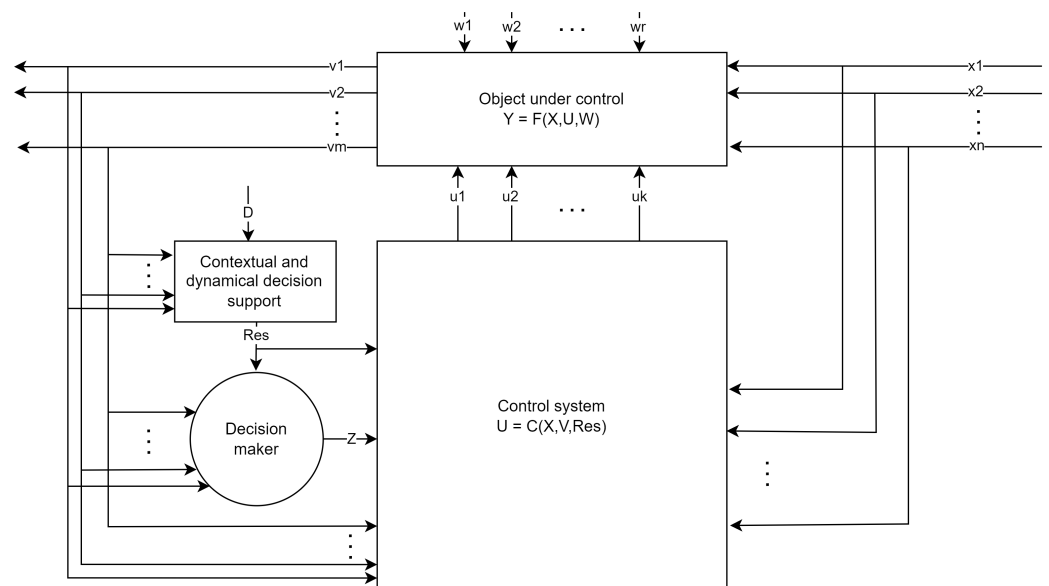 w1 w2 ... wr
v1
x1
v2
x2
Object under control
Y = F(X,U,W)
vm
xn
u1 u2 ... uk
D
Contextual and
dynamical decision
support
Res
Control system
U = C(X,V,Res)
Decision
maker
Z